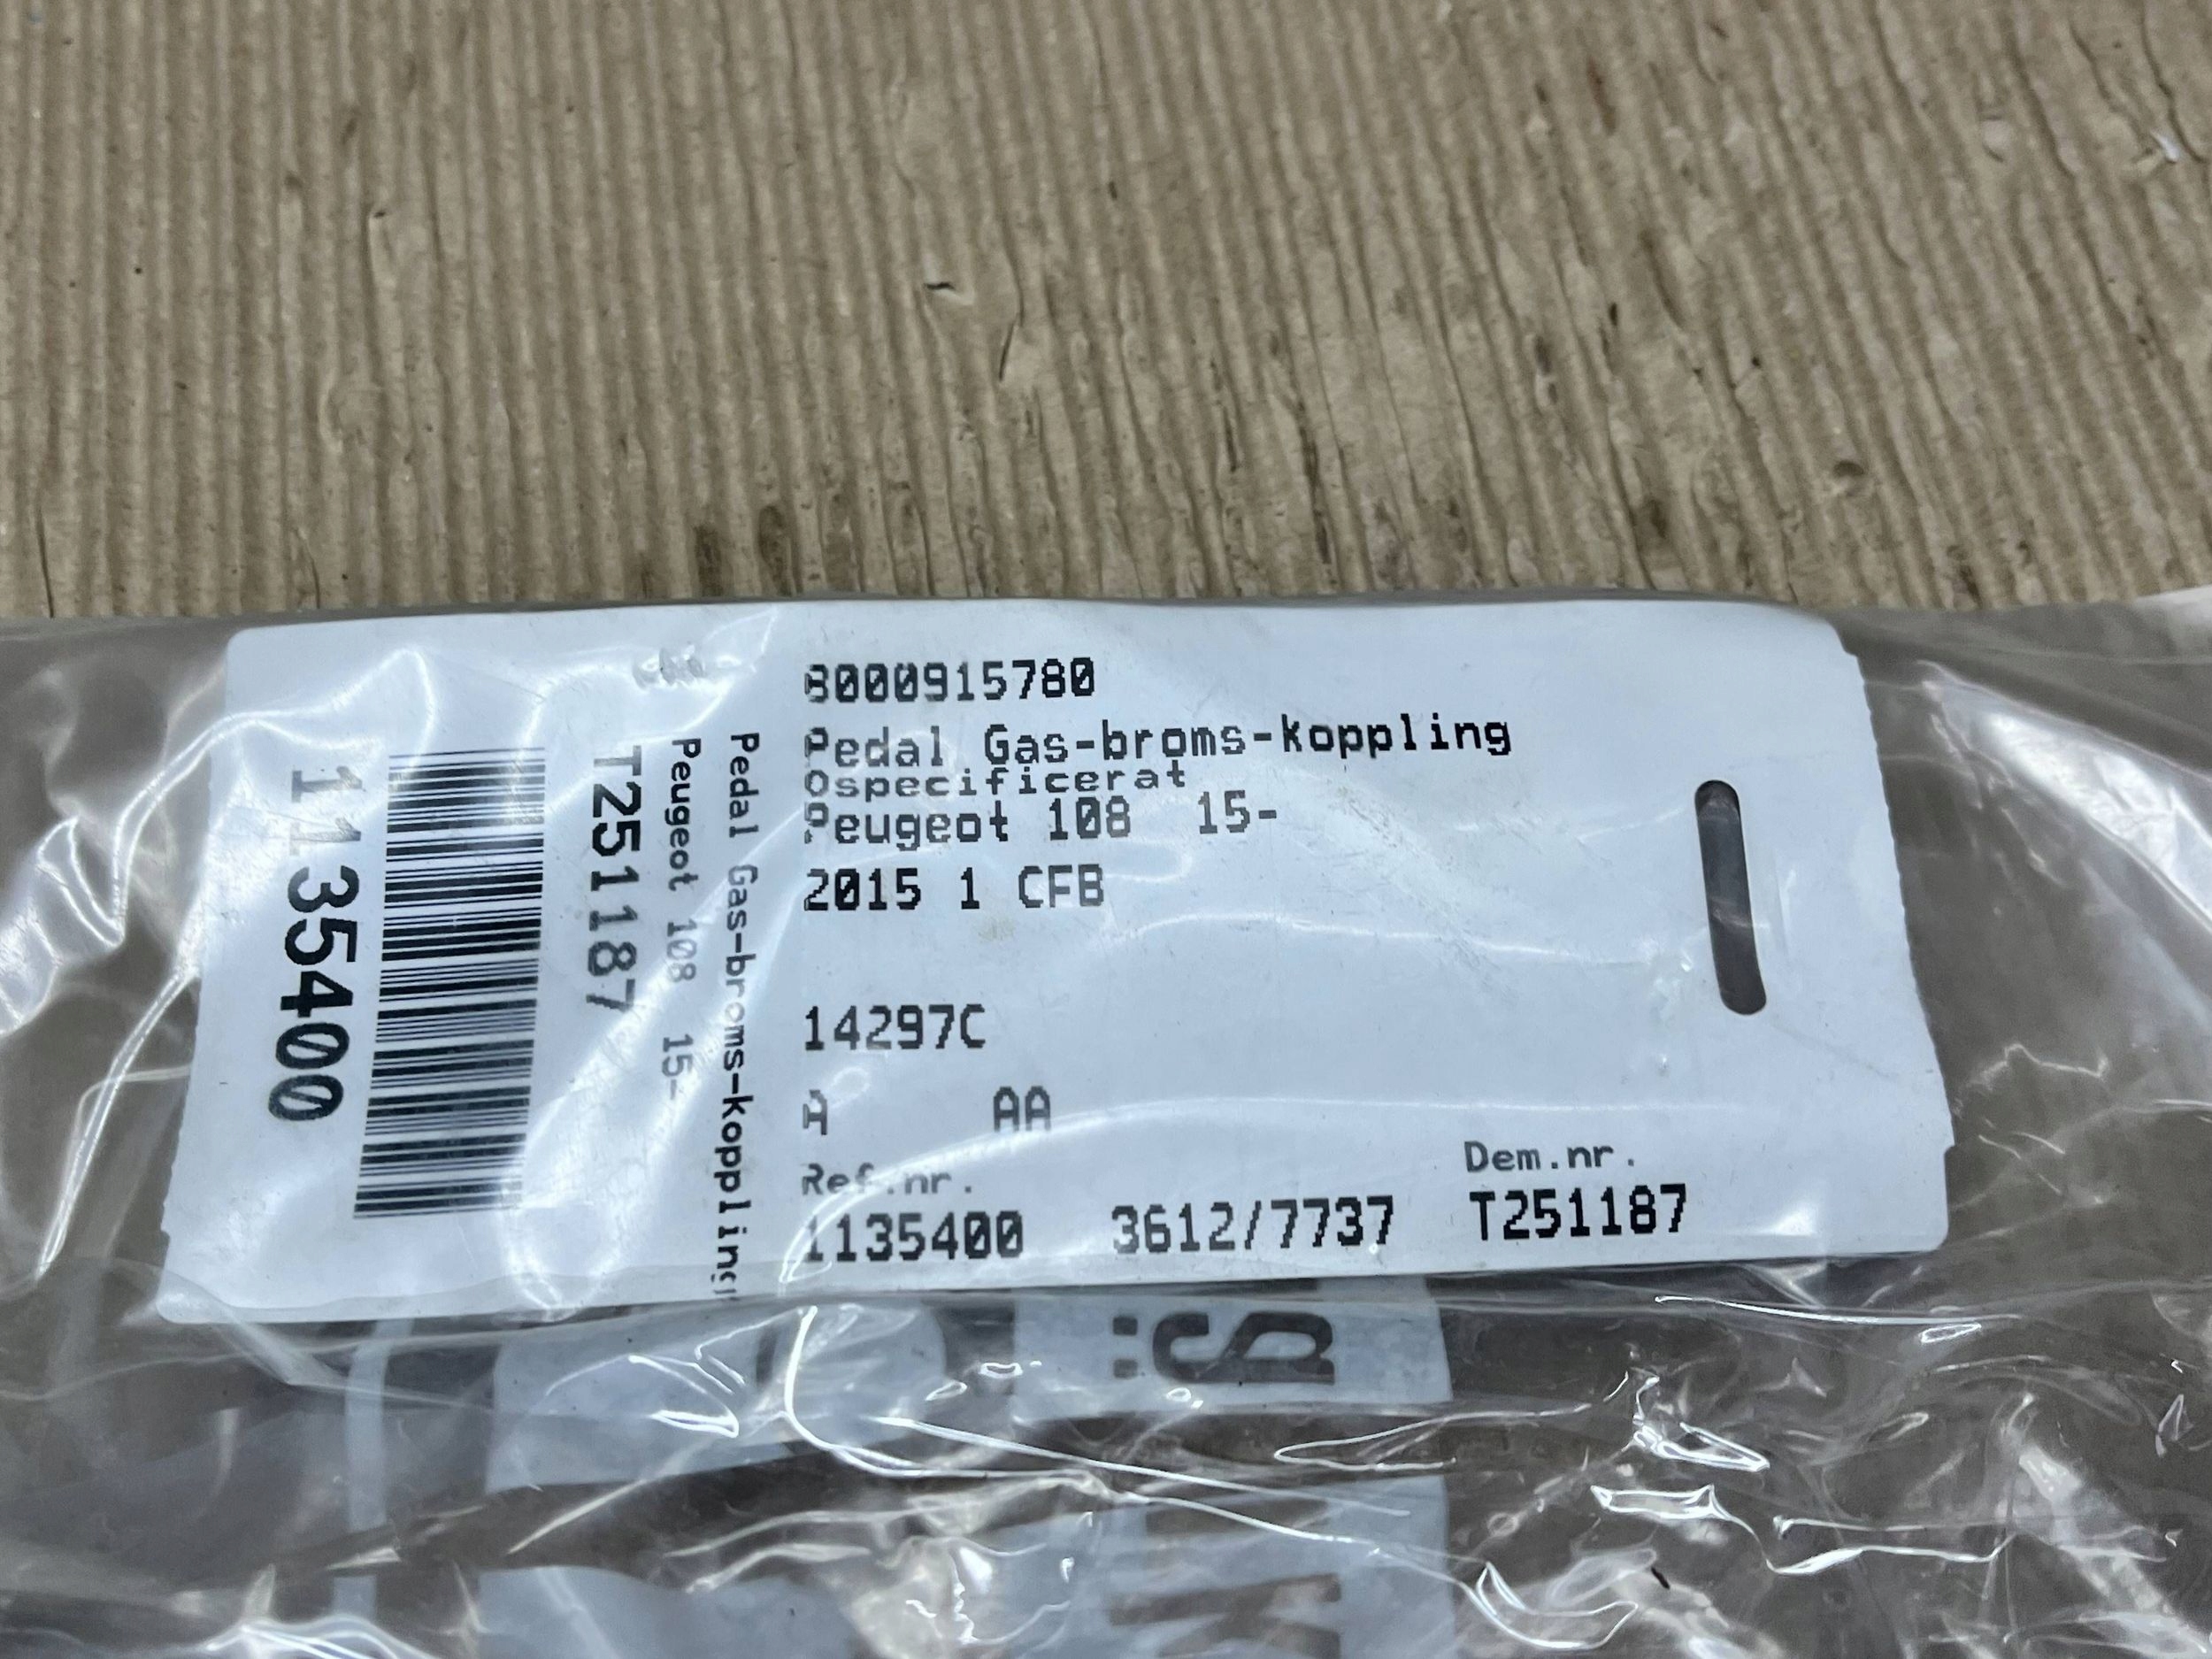 8000915780
Pedal Gas-broms-koppling
Ospecificerat
Peugeot 108 15-
2015 1 CFB
14297C
A AA
Ref.nr. Dem.nr.
1135400 3612/7737 T251187
Pedal Gas-broms-koppling
Peugeot 108 15-
T251187
1135400